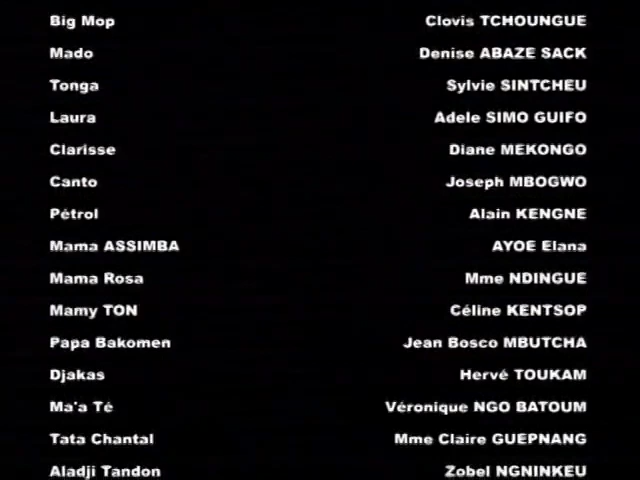 Big Mop Clovis TCHOUNGUE
Mado Denise ABAZE SACK
Tonga Sylvie SINTCHEU
Laura Adele SIMO GUIFO
Clarisse Diane MEKONGO
Canto Joseph MBOGWO
Pétrol Alain KENGNE
Mama ASSIMBA AYOE Elana
Mama Rosa Mme NDINGUE
Mamy TON Céline KENTSOP
Papa Bakomen Jean Bosco MBUTCHA
Djakas Hervé TOUKAM
Ma'a Té Véronique NGO BATOUM
Tata Chantal Mme Claire GUEPNANG
Aladji Tandon Zobel NGNINKEU